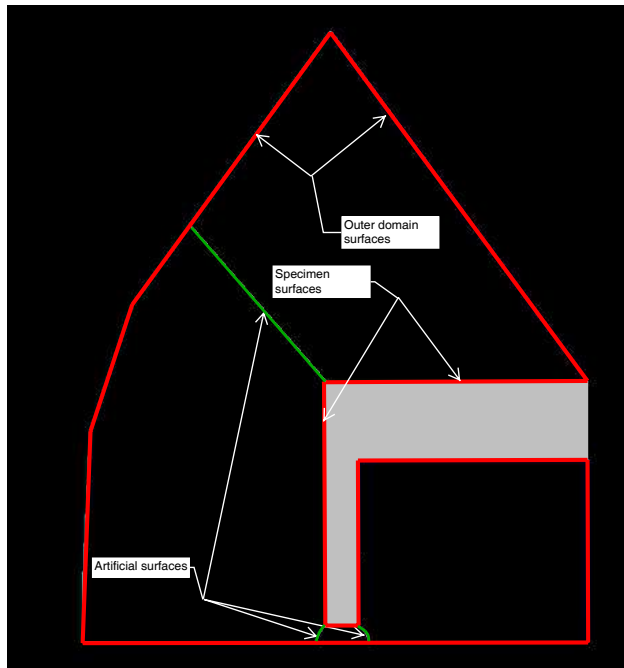 Outer domain
surfaces
Specimen
surfaces
Artificial surfaces